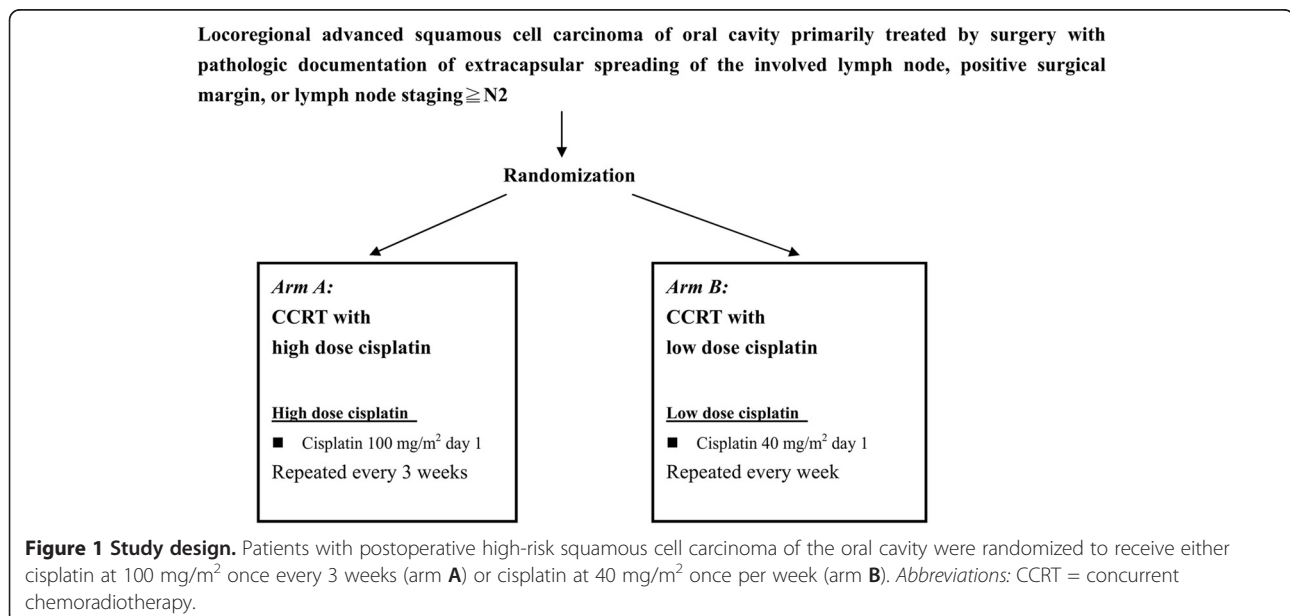 Locoregional advanced squamous cell carcinoma of oral cavity primarily treated by surgery with
pathologic documentation of extracapsular spreading of the involved lymph node, positive surgical
margin, or lymph node staging≧N2
Randomization
Arm A:
CCRT with
high dose cisplatin
High dose cisplatin
■ Cisplatin 100 mg/m² day 1
Repeated every 3 weeks
Arm B:
CCRT with
low dose cisplatin
Low dose cisplatin
■ Cisplatin 40 mg/m² day 1
Repeated every week
Figure 1 Study design. Patients with postoperative high-risk squamous cell carcinoma of the oral cavity were randomized to receive either
cisplatin at 100 mg/m² once every 3 weeks (arm A) or cisplatin at 40 mg/m² once per week (arm B). Abbreviations: CCRT = concurrent
chemoradiotherapy.